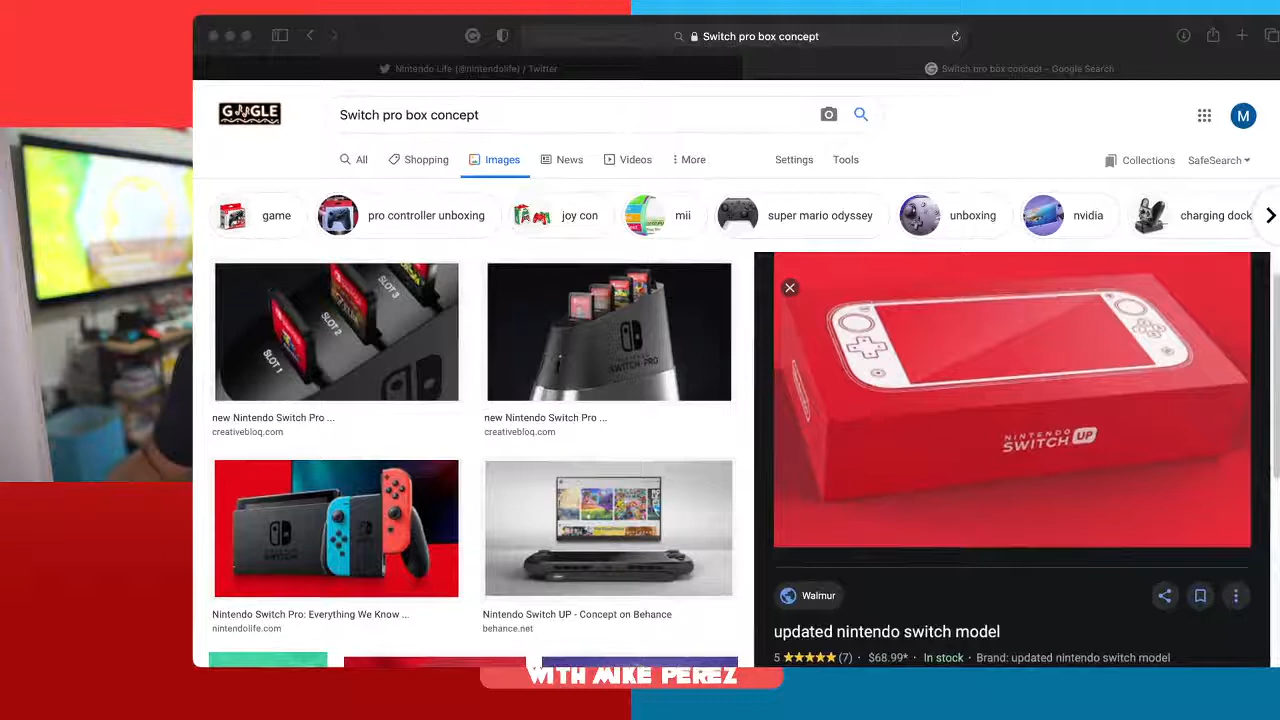 Switch pro box concept
Nintendo Life (@nintendolife) / Twitter
Switch pro box concept – Google Search
GOOGLE
Switch pro box concept
M
All
Shopping
Images
News
Videos
More
Settings
Tools
Collections
SafeSearch
game
pro controller unboxing
joy con
mii
super mario odyssey
unboxing
nvidia
charging dock
SLOT 1
SLOT 2
SLOT 3
SWITCH PRO
NINTENDO
SWITCH UP
new Nintendo Switch Pro ...
creativebloq.com
new Nintendo Switch Pro ...
creativebloq.com
Nintendo Switch Pro: Everything We Know ...
nintendolife.com
Nintendo Switch UP - Concept on Behance
behance.net
Walmur
updated nintendo switch model
5 ★★★★★ (7) · $68.99* · In stock · Brand: updated nintendo switch model
WITH MIKE PEREZ